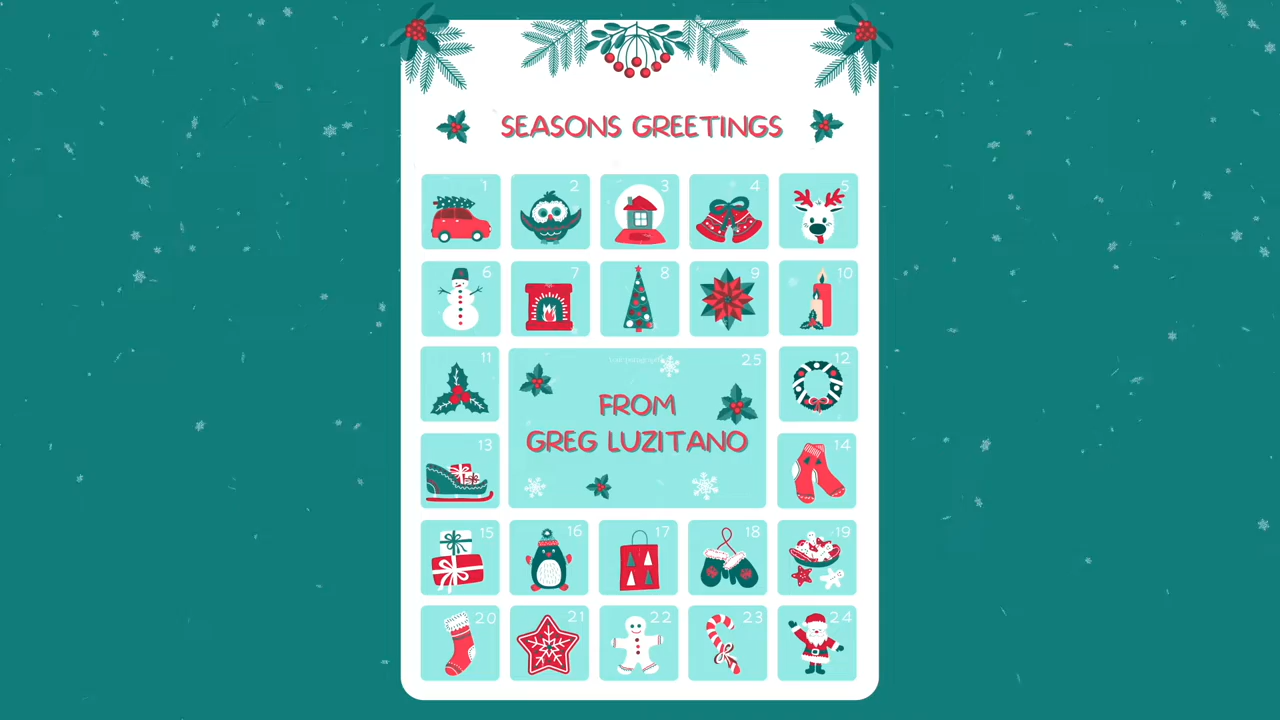 SEASONS GREETINGS
1 2 3 4 5
6 7 8 9 10
11 25 12
FROM
GREG LUZITANO
13 14
15 16 17 18 19
20 21 22 23 24